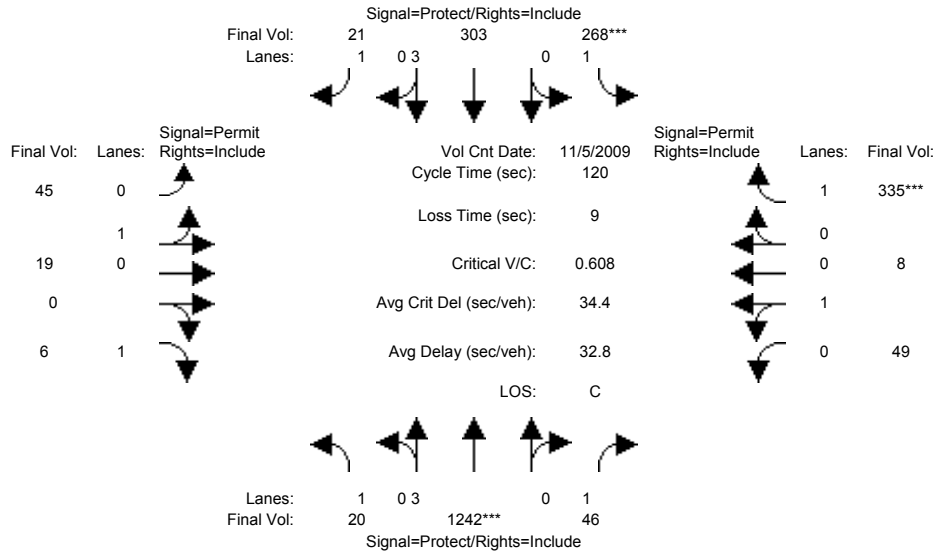 Signal=Protect/Rights=Include
Final Vol: 21 303 268***
Lanes: 1 0 3 0 1
Signal=Permit Signal=Permit
Final Vol: Lanes: Rights=Include Vol Cnt Date: 11/5/2009 Rights=Include Lanes: Final Vol:
Cycle Time (sec): 120
45 0 1 335***
Loss Time (sec): 9
1 0
19 0 Critical V/C: 0.608 0 8
0 Avg Crit Del (sec/veh): 34.4 1
6 1 Avg Delay (sec/veh): 32.8 0 49
LOS: C
Lanes: 1 0 3 0 1
Final Vol: 20 1242*** 46
Signal=Protect/Rights=Include